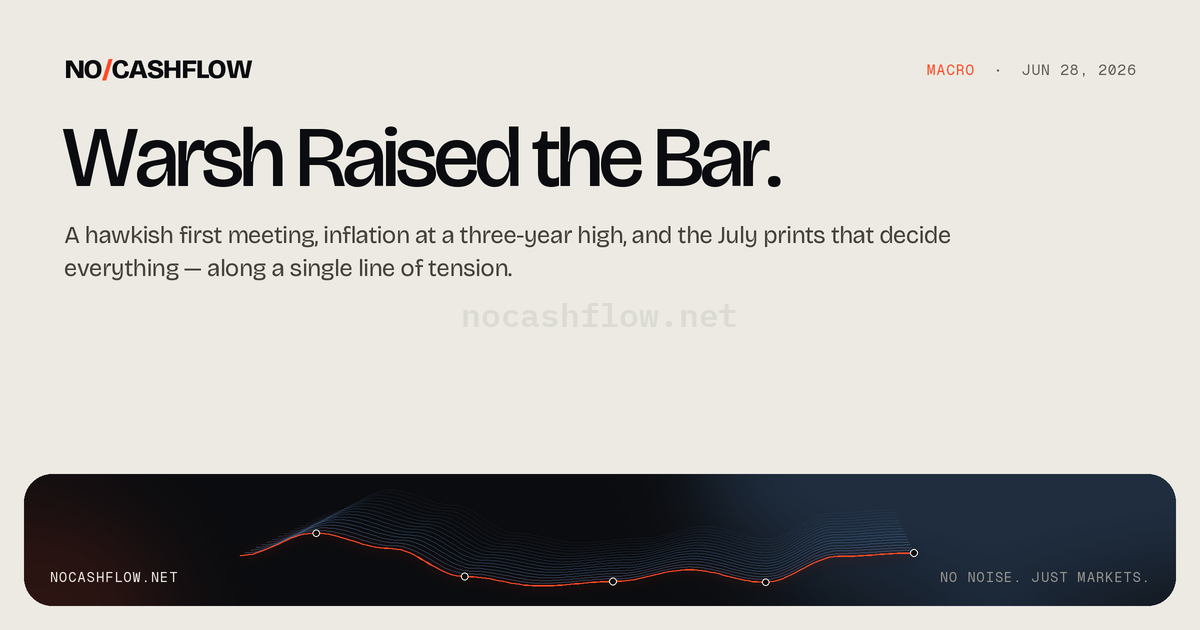 NO/CASHFLOW
MACRO · JUN 28, 2026
Warsh Raised the Bar.
A hawkish first meeting, inflation at a three-year high, and the July prints that decide
everything — along a single line of tension.
nocashflow.net
NOCASHFLOW.NET
NO NOISE. JUST MARKETS.